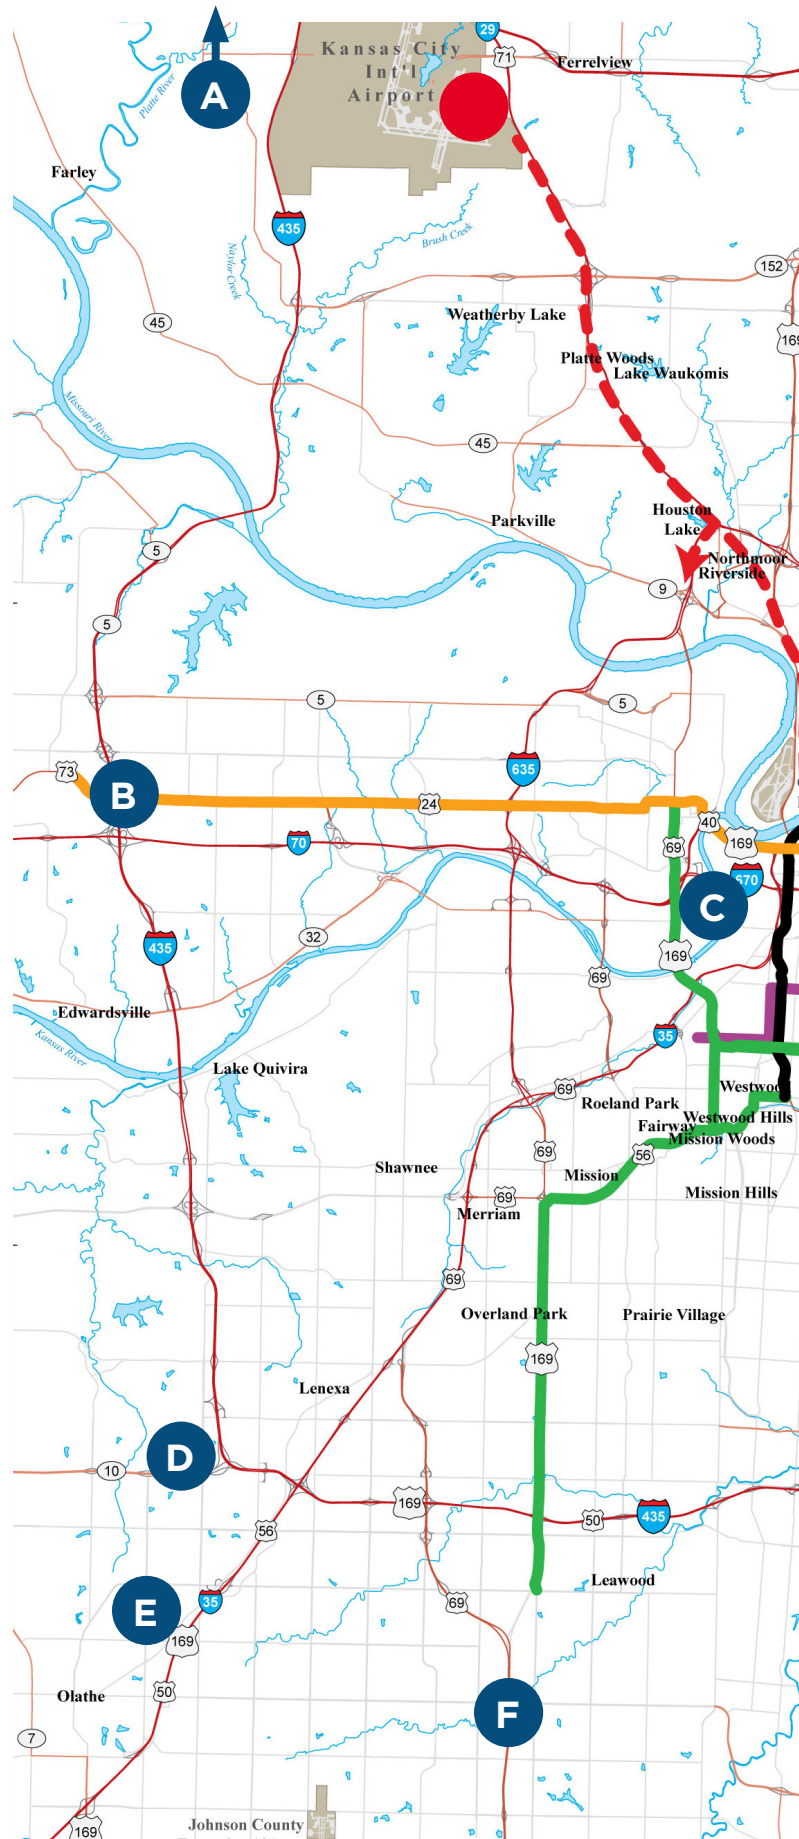 29
Kansas City
Int'l
Airport
71
Ferrelview
A
Platte River
Farley
435
Brush Creek
Naylor Creek
152
45
Weatherby Lake
169
Platte Woods
Lake Waukomis
Missouri River
45
Houston
Lake
Parkville
5
Northmoor
Riverside
9
5
5
5
73
635
B
24
40
70
69
169
670
C
32
435
169
69
Edwardsville
35
Kansas River
Lake Quivira
69
Westwood
Roeland Park
Westwood Hills
Fairway
Mission Woods
69
56
Shawnee
Mission
Mission Hills
69
Merriam
69
Overland Park
Prairie Village
169
Lenexa
D
10
169
50
435
56
Leawood
E
35
69
169
50
Olathe
F
7
Johnson County
169